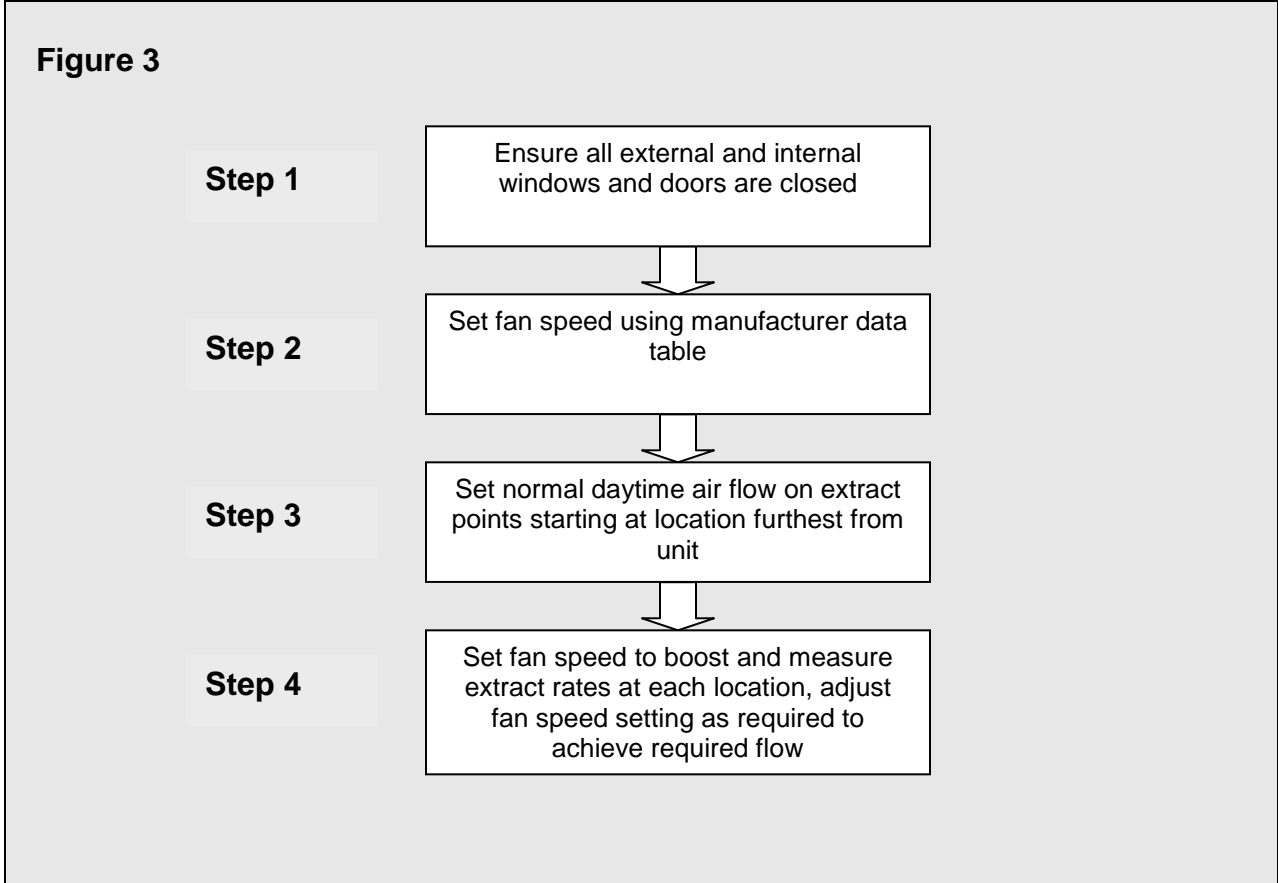 Figure 3
Step 1
Ensure all external and internal
windows and doors are closed
Step 2
Set fan speed using manufacturer data
table
Step 3
Set normal daytime air flow on extract
points starting at location furthest from
unit
Step 4
Set fan speed to boost and measure
extract rates at each location, adjust
fan speed setting as required to
achieve required flow